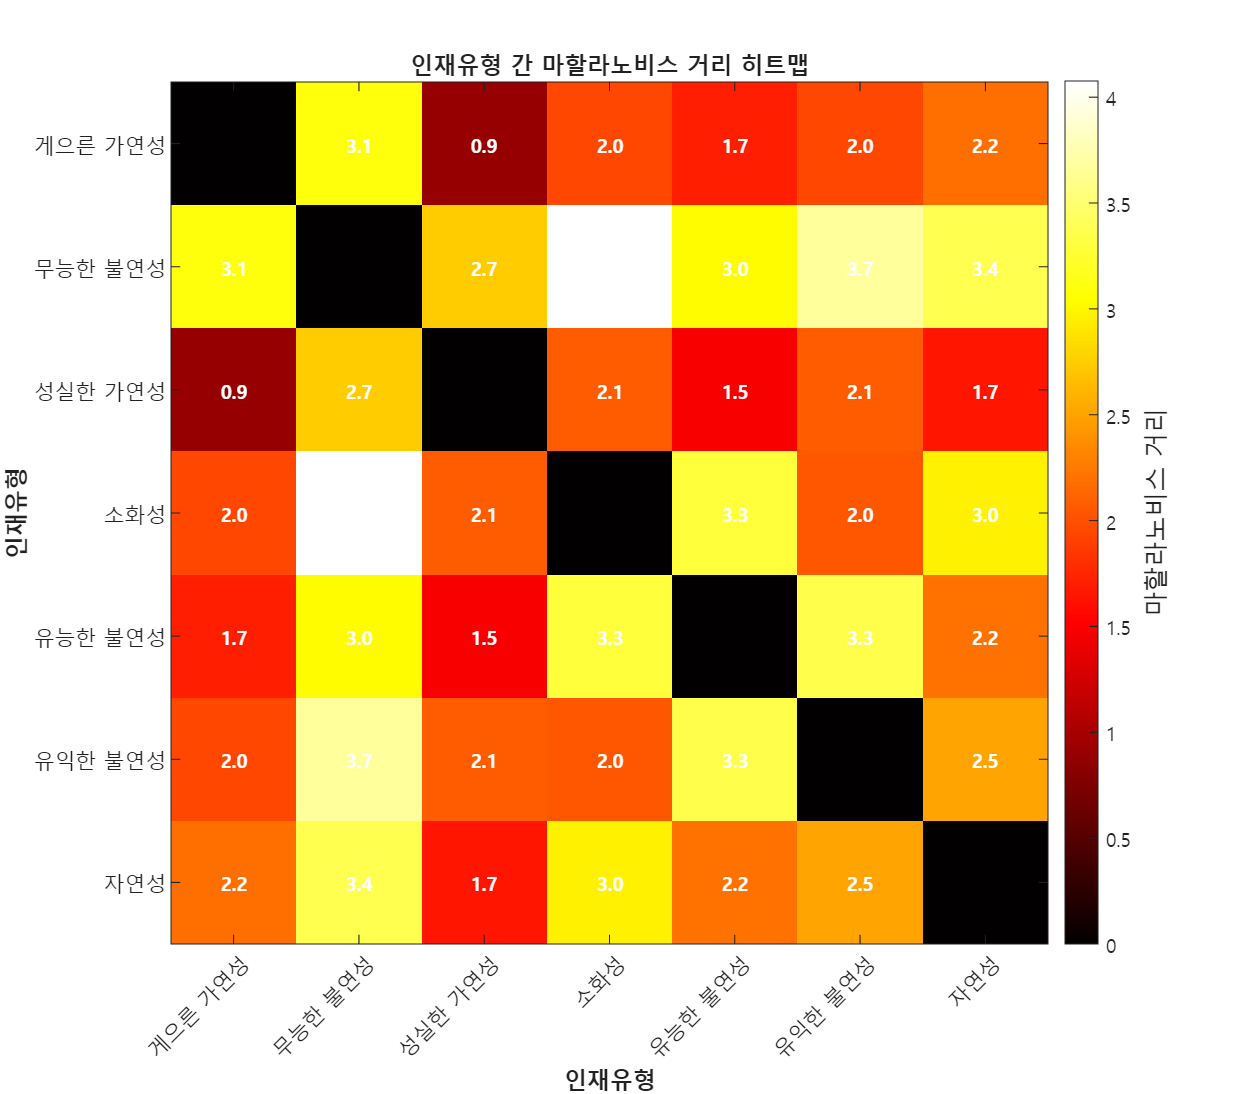 인재유형 간 마할라노비스 거리 히트맵
게으른 가연성 3.1 0.9 2.0 1.7 2.0 2.2
무능한 불연성 3.1 2.7 3.0 3.7 3.4
성실한 가연성 0.9 2.7 2.1 1.5 2.1 1.7
소화성 2.0 2.1 3.3 2.0 3.0
유능한 불연성 1.7 3.0 1.5 3.3 3.3 2.2
유익한 불연성 2.0 3.7 2.1 2.0 3.3 2.5
자연성 2.2 3.4 1.7 3.0 2.2 2.5
게으른 가연성 무능한 불연성 성실한 가연성 소화성 유능한 불연성 유익한 불연성 자연성
인재유형
인재유형
4
3.5
3
2.5
2
1.5
1
0.5
0
마할라노비스 거리